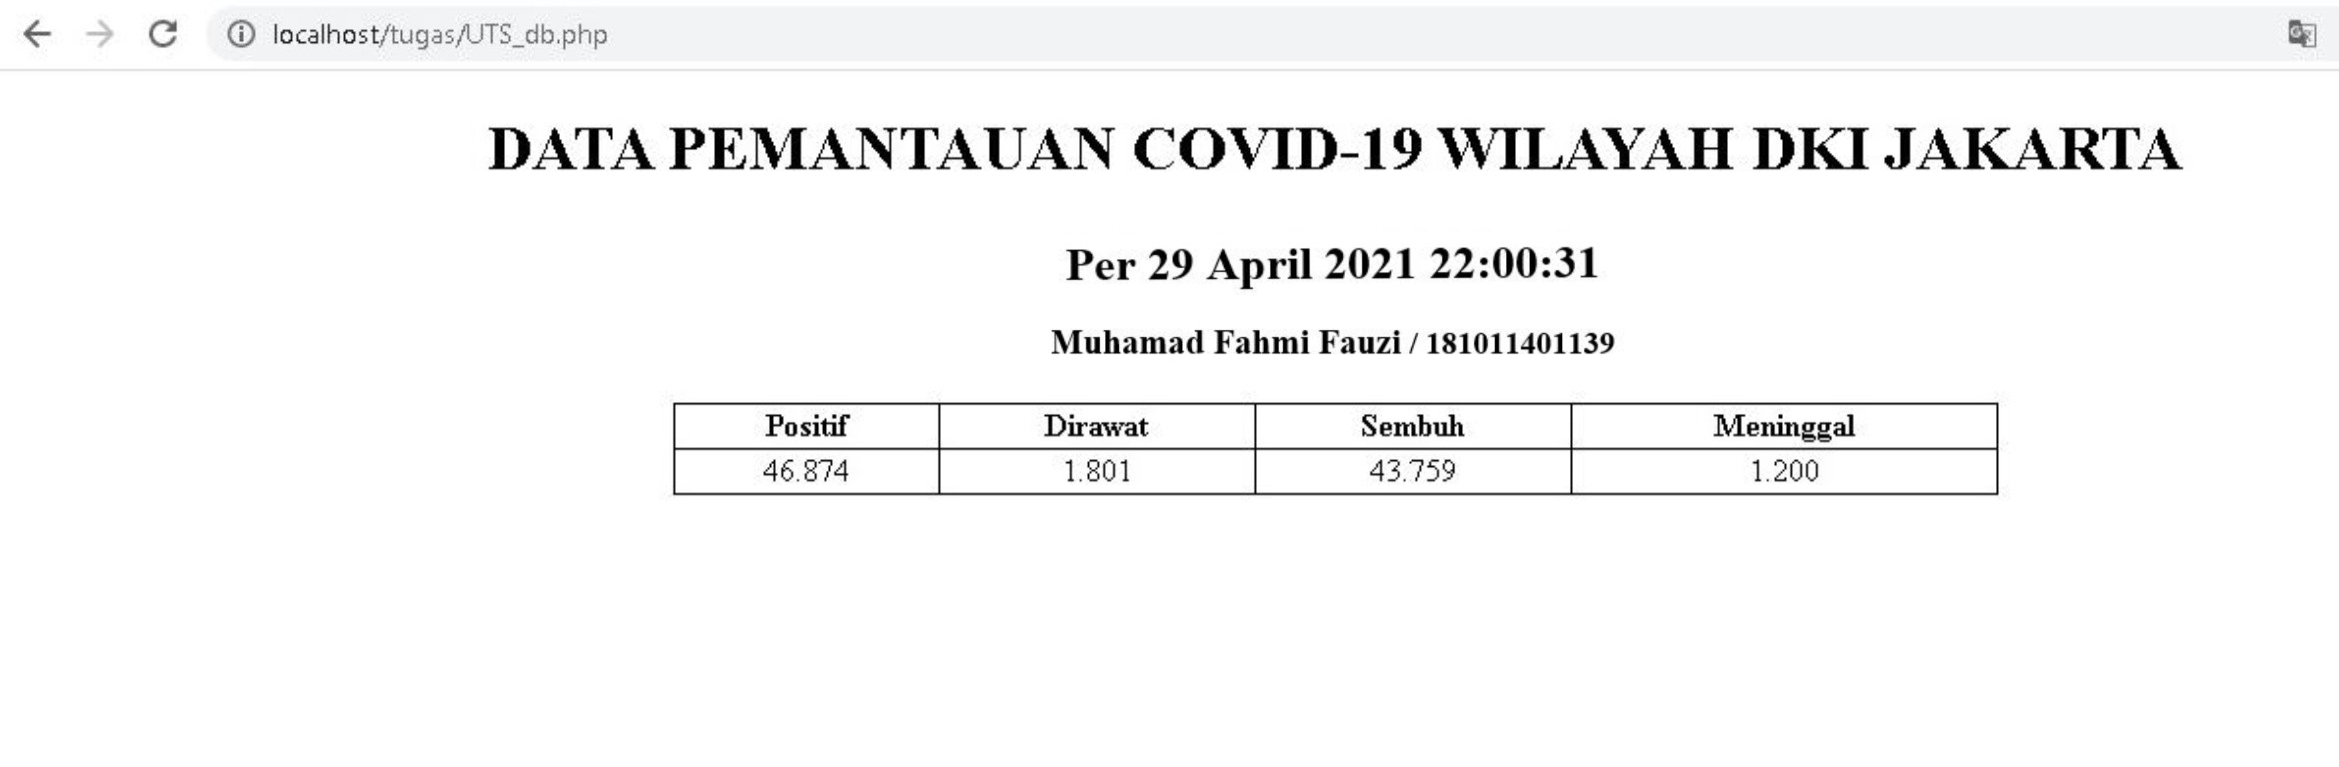 localhost/tugas/UTS_db.php
DATA PEMANTAUAN COVID-19 WILAYAH DKI JAKARTA
Per 29 April 2021 22:00:31
Muhamad Fahmi Fauzi / 181011401139
Positif Dirawat Sembuh Meninggal
46.874 1.801 43.759 1.200